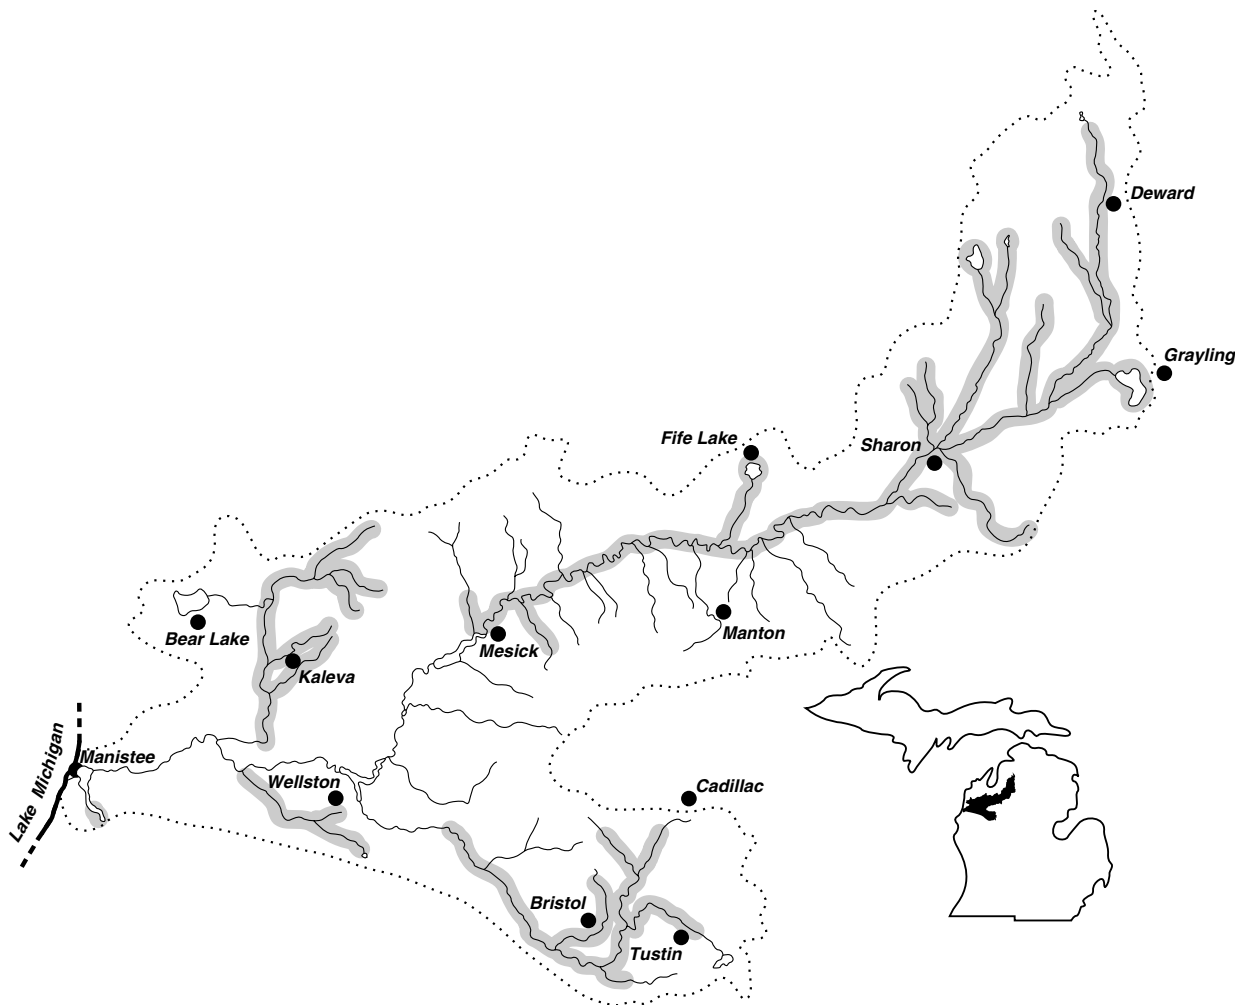 Deward
Grayling
Fife Lake
Sharon
Bear Lake
Manton
Mesick
Kaleva
Lake Michigan
Manistee
Wellston
Cadillac
Bristol
Tustin